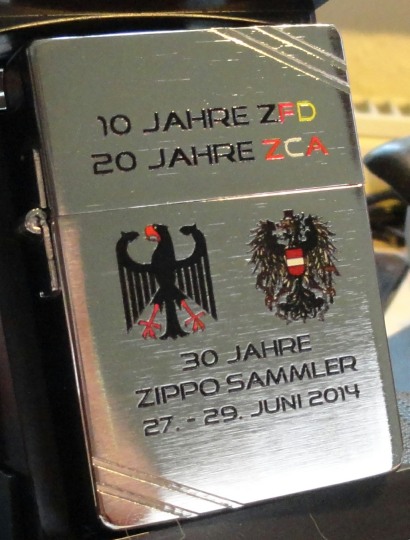 10 JAHRE ZFD
20 JAHRE ZCA
30 JAHRE
ZIPPO SAMMLER
27. - 29. JUNI 2014